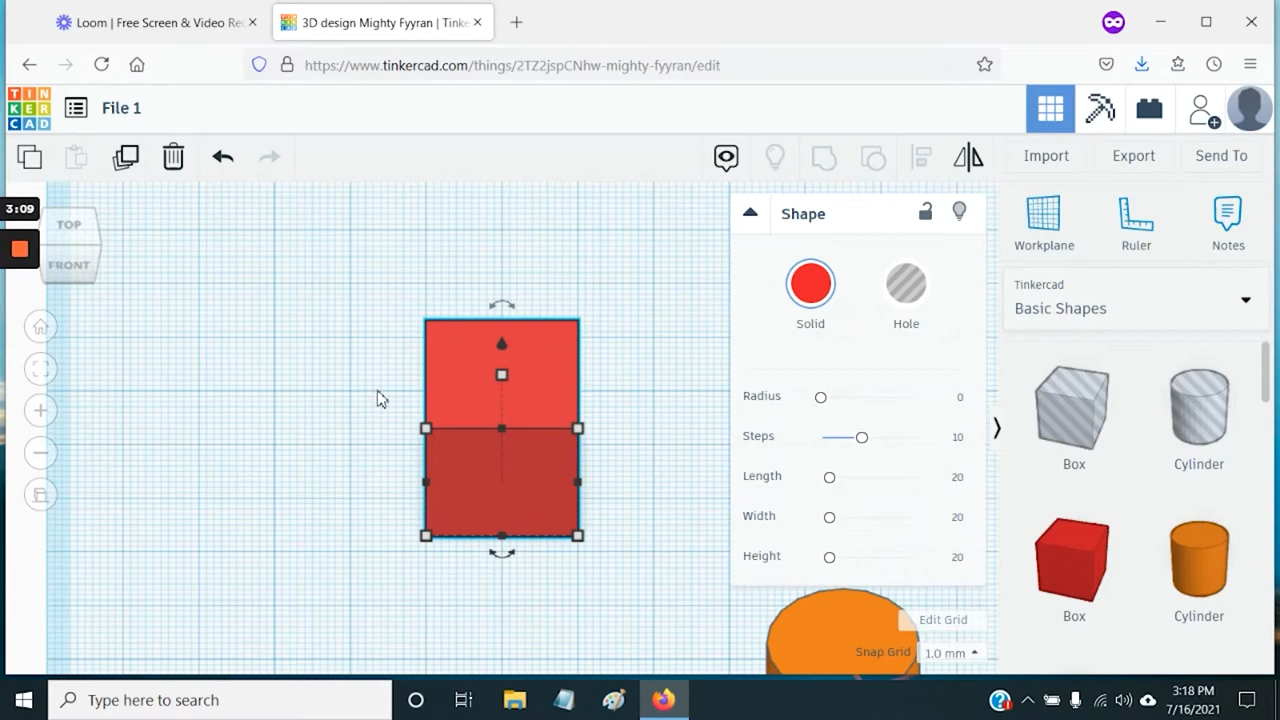 Loom | Free Screen & Video Rec
3D design Mighty Fyyran | Tinke
https://www.tinkercad.com/things/2TZ2jspCNhw-mighty-fyyran/edit
TIN
KER
CAD
File 1
Import
Export
Send To
3:09
TOP
FRONT
Shape
Solid
Hole
Radius 0
Steps 10
Length 20
Width 20
Height 20
Edit Grid
Snap Grid 1.0 mm
Workplane
Ruler
Notes
Tinkercad
Basic Shapes
Box
Cylinder
Box
Cylinder
Type here to search
3:18 PM
7/16/2021